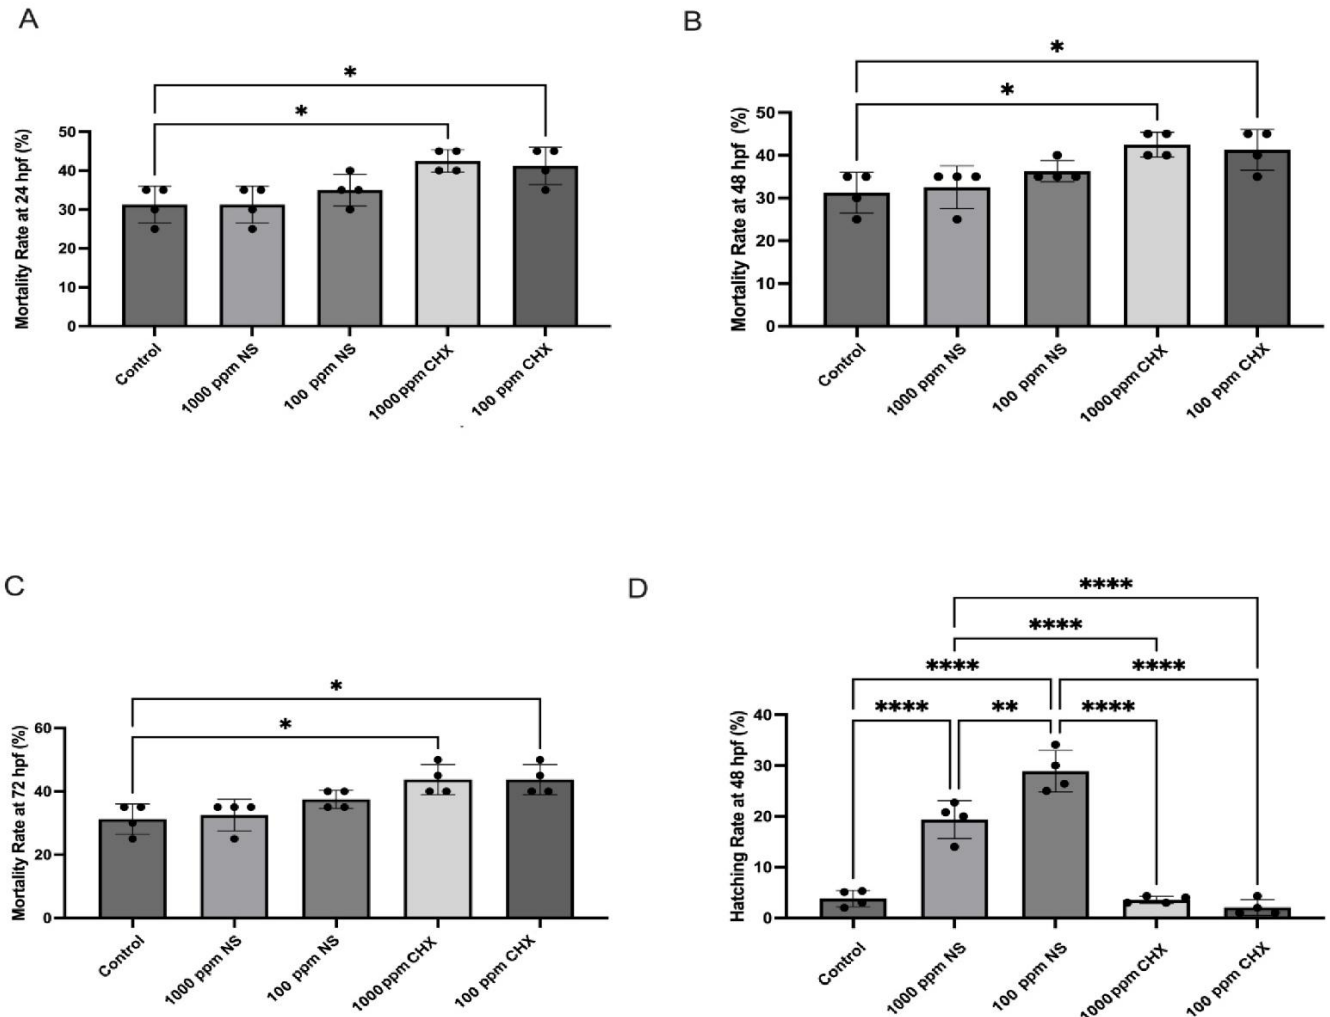 A
*
*
Mortality Rate at 24 hpf (%)
50
40
30
20
10
0
Control
1000 ppm NS
100 ppm NS
1000 ppm CHX
100 ppm CHX
B
*
*
Mortality Rate at 48 hpf (%)
50
40
30
20
10
0
Control
1000 ppm NS
100 ppm NS
1000 ppm CHX
100 ppm CHX
C
*
*
Mortality Rate at 72 hpf (%)
60
40
20
0
Control
1000 ppm NS
100 ppm NS
1000 ppm CHX
100 ppm CHX
D
****
****
**** ****
**** ** ****
Hatching Rate at 48 hpf (%)
40
30
20
10
0
Control
1000 ppm NS
100 ppm NS
1000 ppm CHX
100 ppm CHX